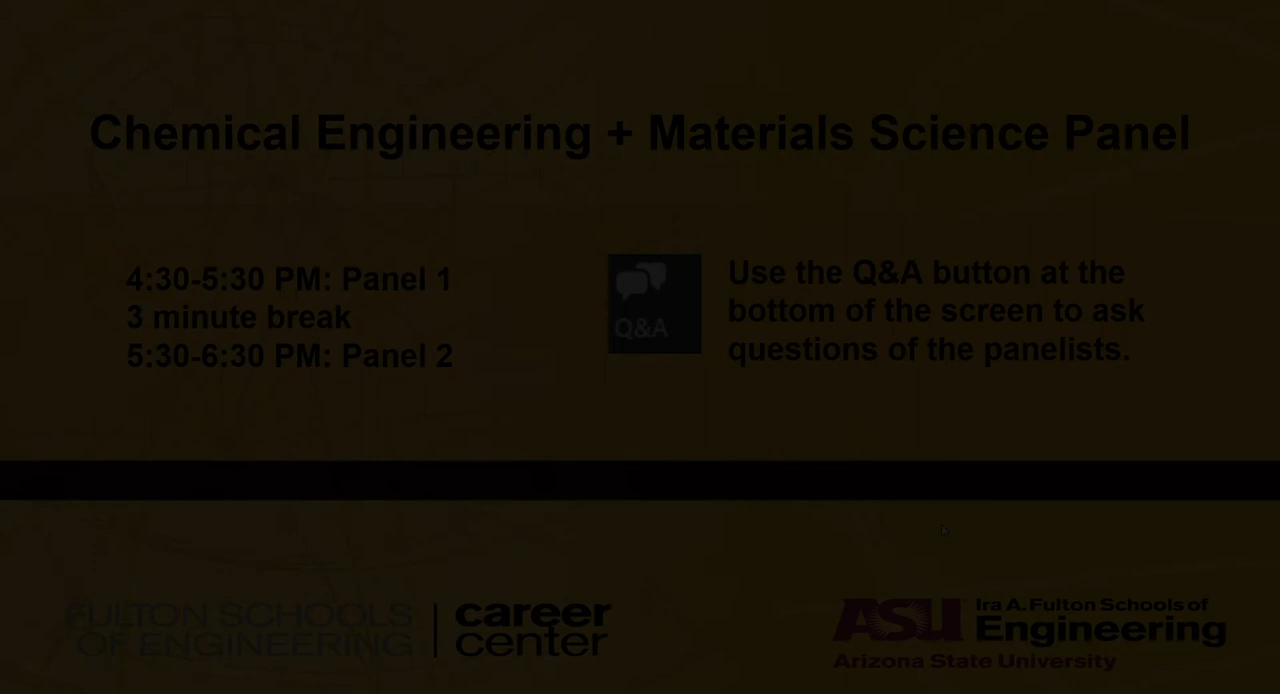 Chemical Engineering + Materials Science Panel
4:30-5:30 PM: Panel 1
3 minute break
5:30-6:30 PM: Panel 2
Q&A
Use the Q&A button at the
bottom of the screen to ask
questions of the panelists.
FULTON SCHOOLS
OF ENGINEERING
career
center
ASU
Ira A. Fulton Schools of
Engineering
Arizona State University